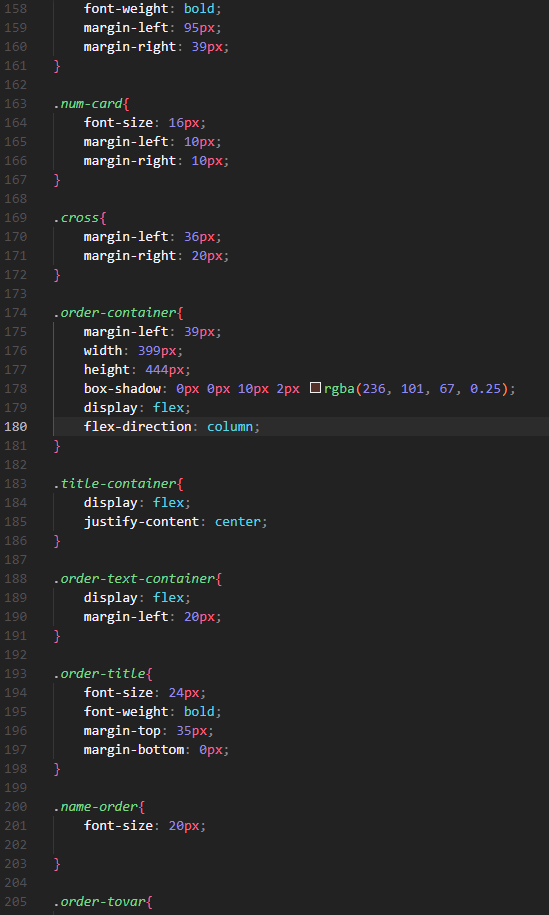 158 font-weight: bold;
159 margin-left: 95px;
160 margin-right: 39px;
161 }
162
163 .num-card{
164 font-size: 16px;
165 margin-left: 10px;
166 margin-right: 10px;
167 }
168
169 .cross{
170 margin-left: 36px;
171 margin-right: 20px;
172 }
173
174 .order-container{
175 margin-left: 39px;
176 width: 399px;
177 height: 444px;
178 box-shadow: 0px 0px 10px 2px rgba(236, 101, 67, 0.25);
179 display: flex;
180 flex-direction: column;
181 }
182
183 .title-container{
184 display: flex;
185 justify-content: center;
186 }
187
188 .order-text-container{
189 display: flex;
190 margin-left: 20px;
191 }
192
193 .order-title{
194 font-size: 24px;
195 font-weight: bold;
196 margin-top: 35px;
197 margin-bottom: 0px;
198 }
199
200 .name-order{
201 font-size: 20px;
202
203 }
204
205 .order-tovar{